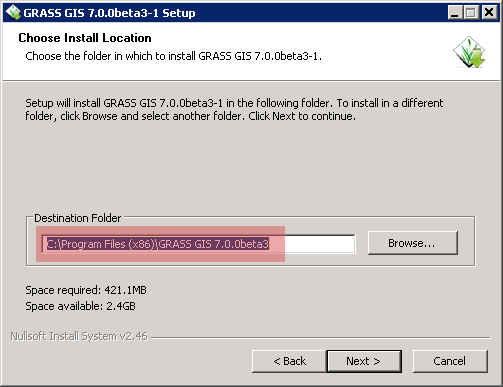 GRASS GIS 7.0.0beta3-1 Setup
Choose Install Location
Choose the folder in which to install GRASS GIS 7.0.0beta3-1.
Setup will install GRASS GIS 7.0.0beta3-1 in the following folder. To install in a different
folder, click Browse and select another folder. Click Next to continue.
Destination Folder
C:\Program Files (x86)\GRASS GIS 7.0.0beta3
Browse...
Space required: 421.1MB
Space available: 2.4GB
Nullsoft Install System v2.46
< Back
Next >
Cancel